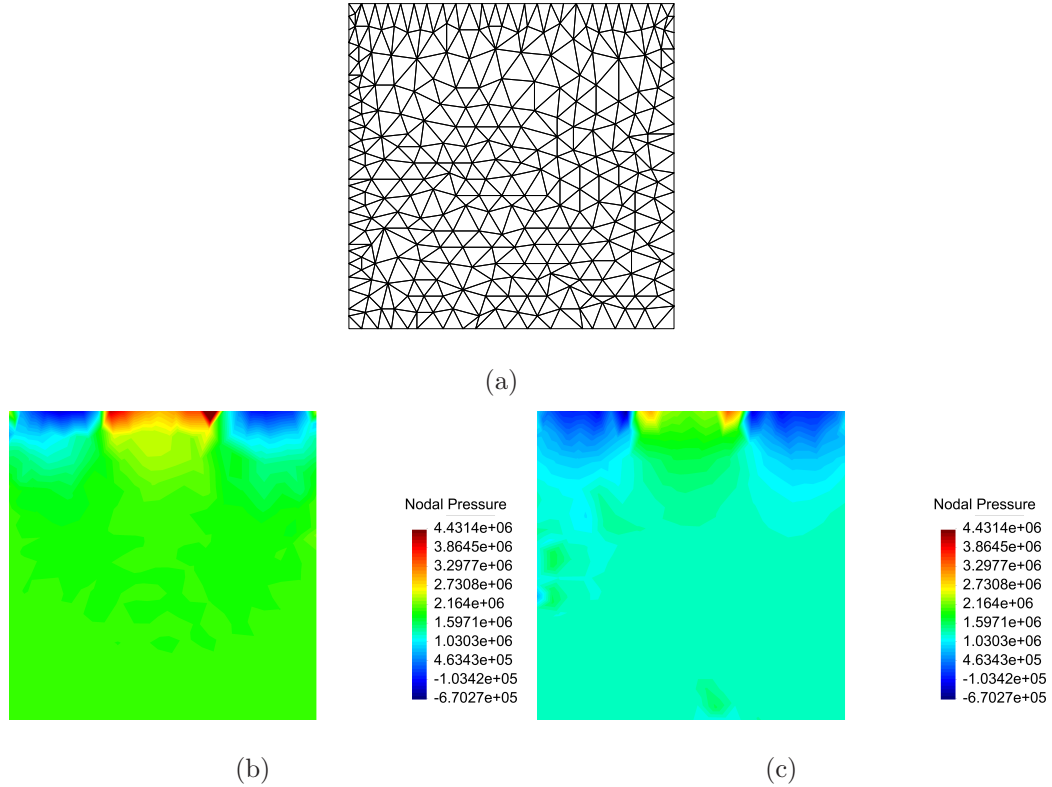 (a)
Nodal Pressure
4.4314e+06
3.8645e+06
3.2977e+06
2.7308e+06
2.164e+06
1.5971e+06
1.0303e+06
4.6343e+05
-1.0342e+05
-6.7027e+05
(b)
Nodal Pressure
4.4314e+06
3.8645e+06
3.2977e+06
2.7308e+06
2.164e+06
1.5971e+06
1.0303e+06
4.6343e+05
-1.0342e+05
-6.7027e+05
(c)